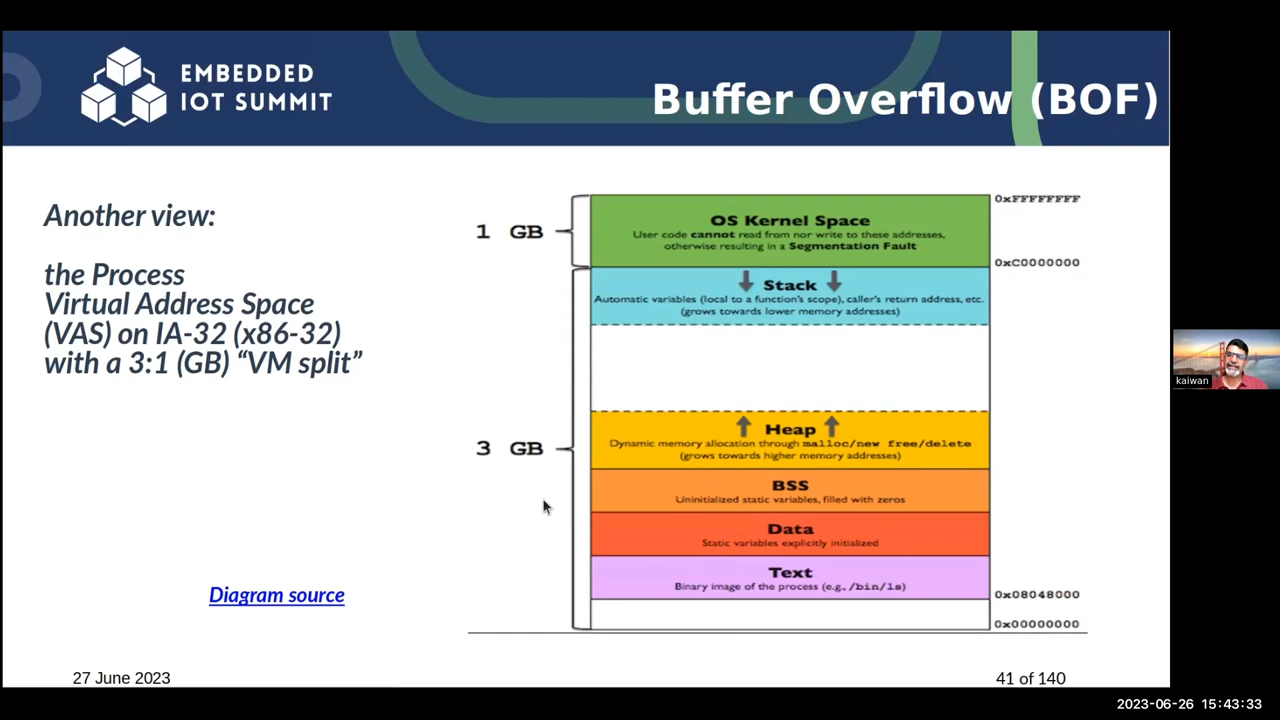 EMBEDDED
IOT SUMMIT
Buffer Overflow (BOF)
Another view:
the Process
Virtual Address Space
(VAS) on IA-32 (x86-32)
with a 3:1 (GB) “VM split”
Diagram source
1 GB
3 GB
OS Kernel Space
User code cannot read from nor write to these addresses,
otherwise resulting in a Segmentation Fault
Stack
Automatic variables (local to a function's scope), caller's return address, etc.
(grows towards lower memory addresses)
Heap
Dynamic memory allocation through malloc/new free/delete
(grows towards higher memory addresses)
BSS
Uninitialized static variables, filled with zeros
Data
Static variables explicitly initialized
Text
Binary image of the process (e.g., /bin/ls)
0xFFFFFFFF
0xC0000000
0x08048000
0x00000000
kaiwan
27 June 2023
41 of 140
2023-06-26 15:43:33